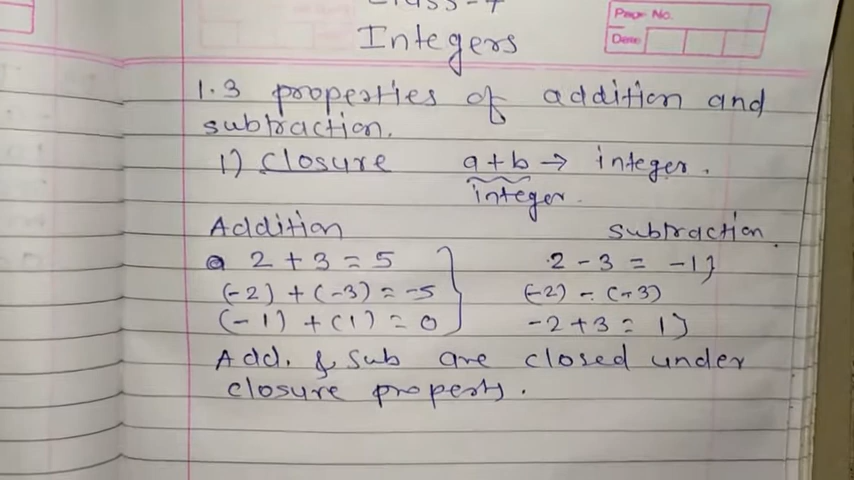 Class-7
Integers
Page No.
Date
1.3 properties of addition and
subtraction.
1) Closure a + b → integer.
integer.
Addition subtraction.
2 + 3 = 5 2 - 3 = -1}
(-2) + (-3) = -5 (-2) - (-3)
(-1) + (1) = 0 -2 + 3 = 1}
Add. & Sub are closed under
closure property.